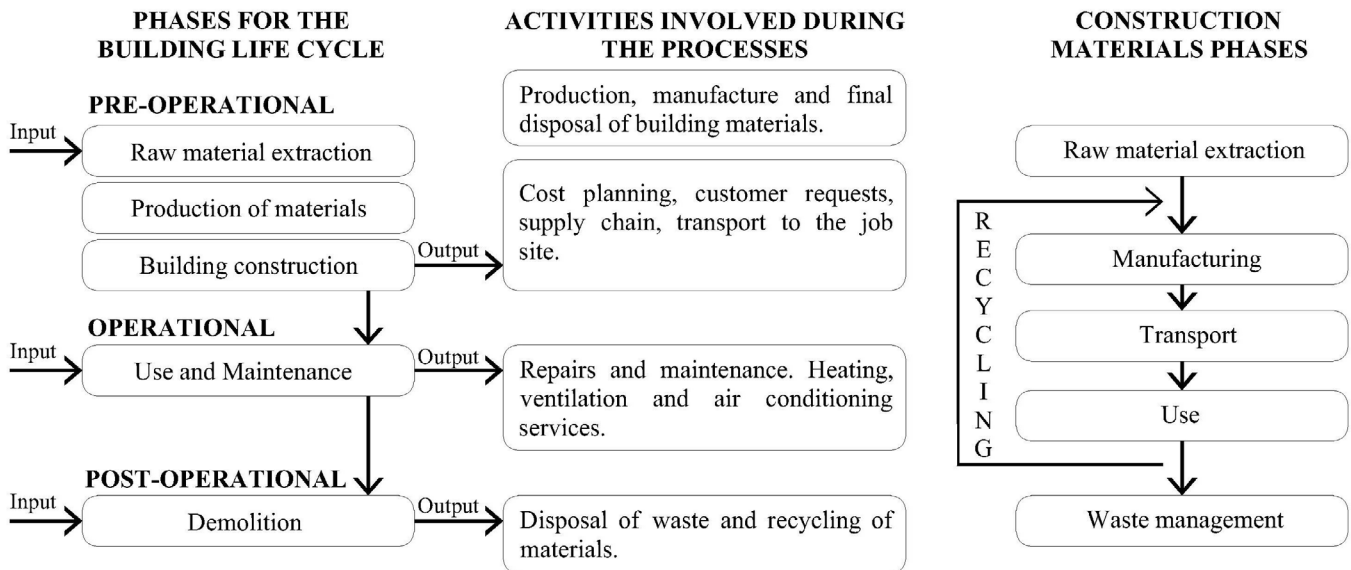 PHASES FOR THE
BUILDING LIFE CYCLE
PRE-OPERATIONAL
Input
Raw material extraction
Production of materials
Building construction
Output
OPERATIONAL
Input
Use and Maintenance
Output
POST-OPERATIONAL
Input
Demolition
Output
ACTIVITIES INVOLVED DURING
THE PROCESSES
Production, manufacture and final
disposal of building materials.
Cost planning, customer requests,
supply chain, transport to the job
site.
Repairs and maintenance. Heating,
ventilation and air conditioning
services.
Disposal of waste and recycling of
materials.
CONSTRUCTION
MATERIALS PHASES
Raw material extraction
RECYCLING
Manufacturing
Transport
Use
Waste management